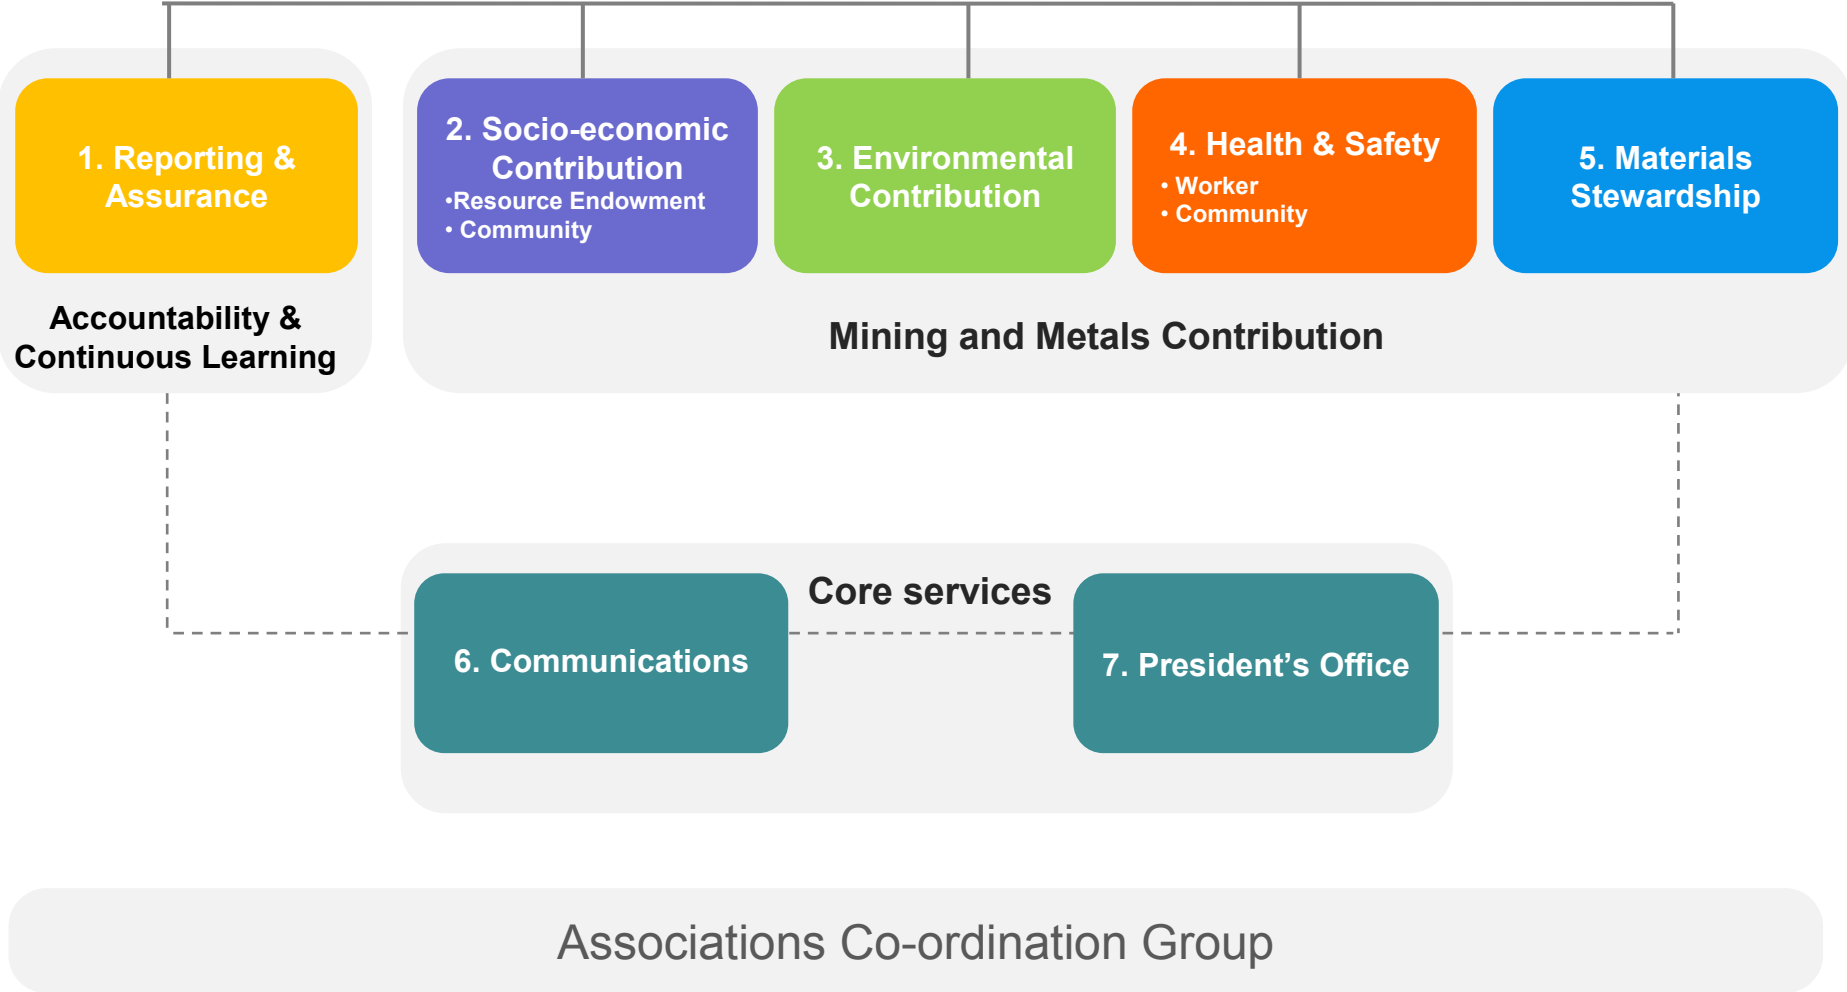 1. Reporting &
Assurance
2. Socio-economic
Contribution
•Resource Endowment
• Community
3. Environmental
Contribution
4. Health & Safety
• Worker
• Community
5. Materials
Stewardship
Accountability &
Continuous Learning
Mining and Metals Contribution
Core services
6. Communications
7. President’s Office
Associations Co-ordination Group